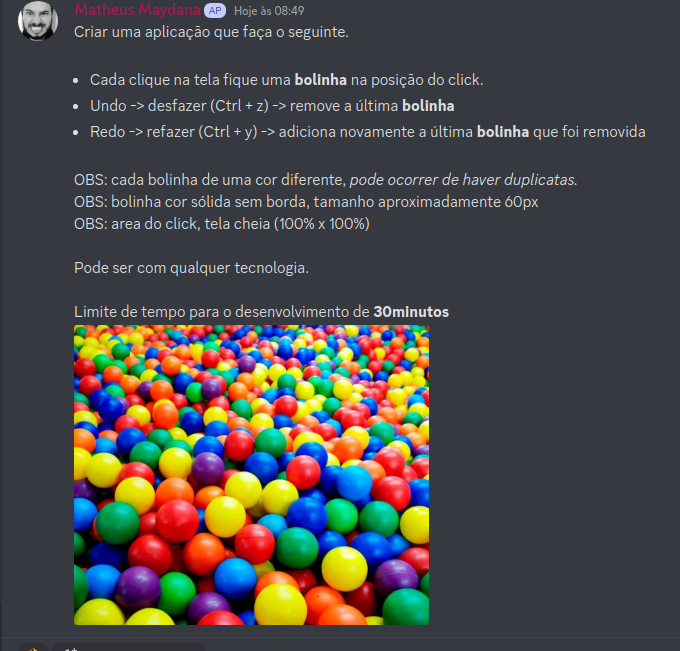 Matheus Maydana AP Hoje às 08:49
Criar uma aplicação que faça o seguinte.
• Cada clique na tela fique uma bolinha na posição do click.
• Undo -> desfazer (Ctrl + z) -> remove a última bolinha
• Redo -> refazer (Ctrl + y) -> adiciona novamente a última bolinha que foi removida
OBS: cada bolinha de uma cor diferente, pode ocorrer de haver duplicatas.
OBS: bolinha cor sólida sem borda, tamanho aproximadamente 60px
OBS: area do click, tela cheia (100% x 100%)
Pode ser com qualquer tecnologia.
Limite de tempo para o desenvolvimento de 30minutos